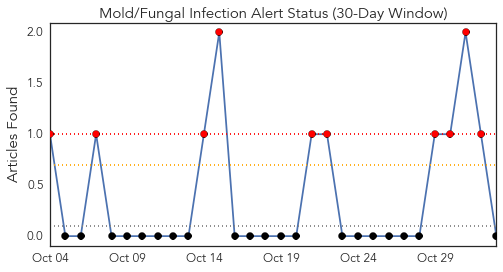 Mold/Fungal Infection Alert Status (30-Day Window)
Articles Found
2.0
1.5
1.0
0.5
0.0
Oct 04 Oct 09 Oct 14 Oct 19 Oct 24 Oct 29